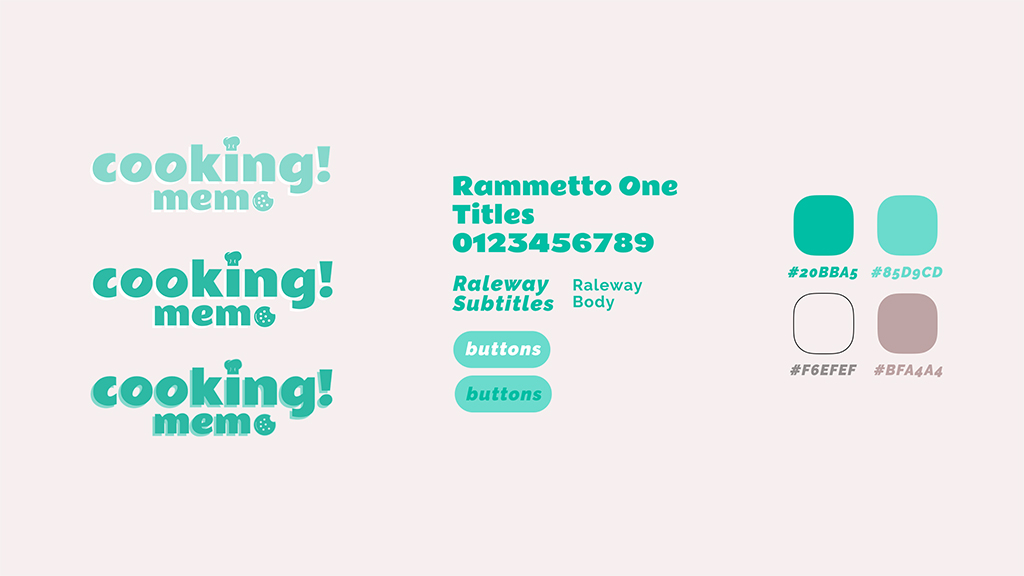 cooking!
memo
cooking!
memo
cooking!
memo
Rammetto One
Titles
0123456789
Raleway
Subtitles
Raleway
Body
buttons
buttons
#20BBA5
#85D9CD
#F6EFEF
#BFA4A4